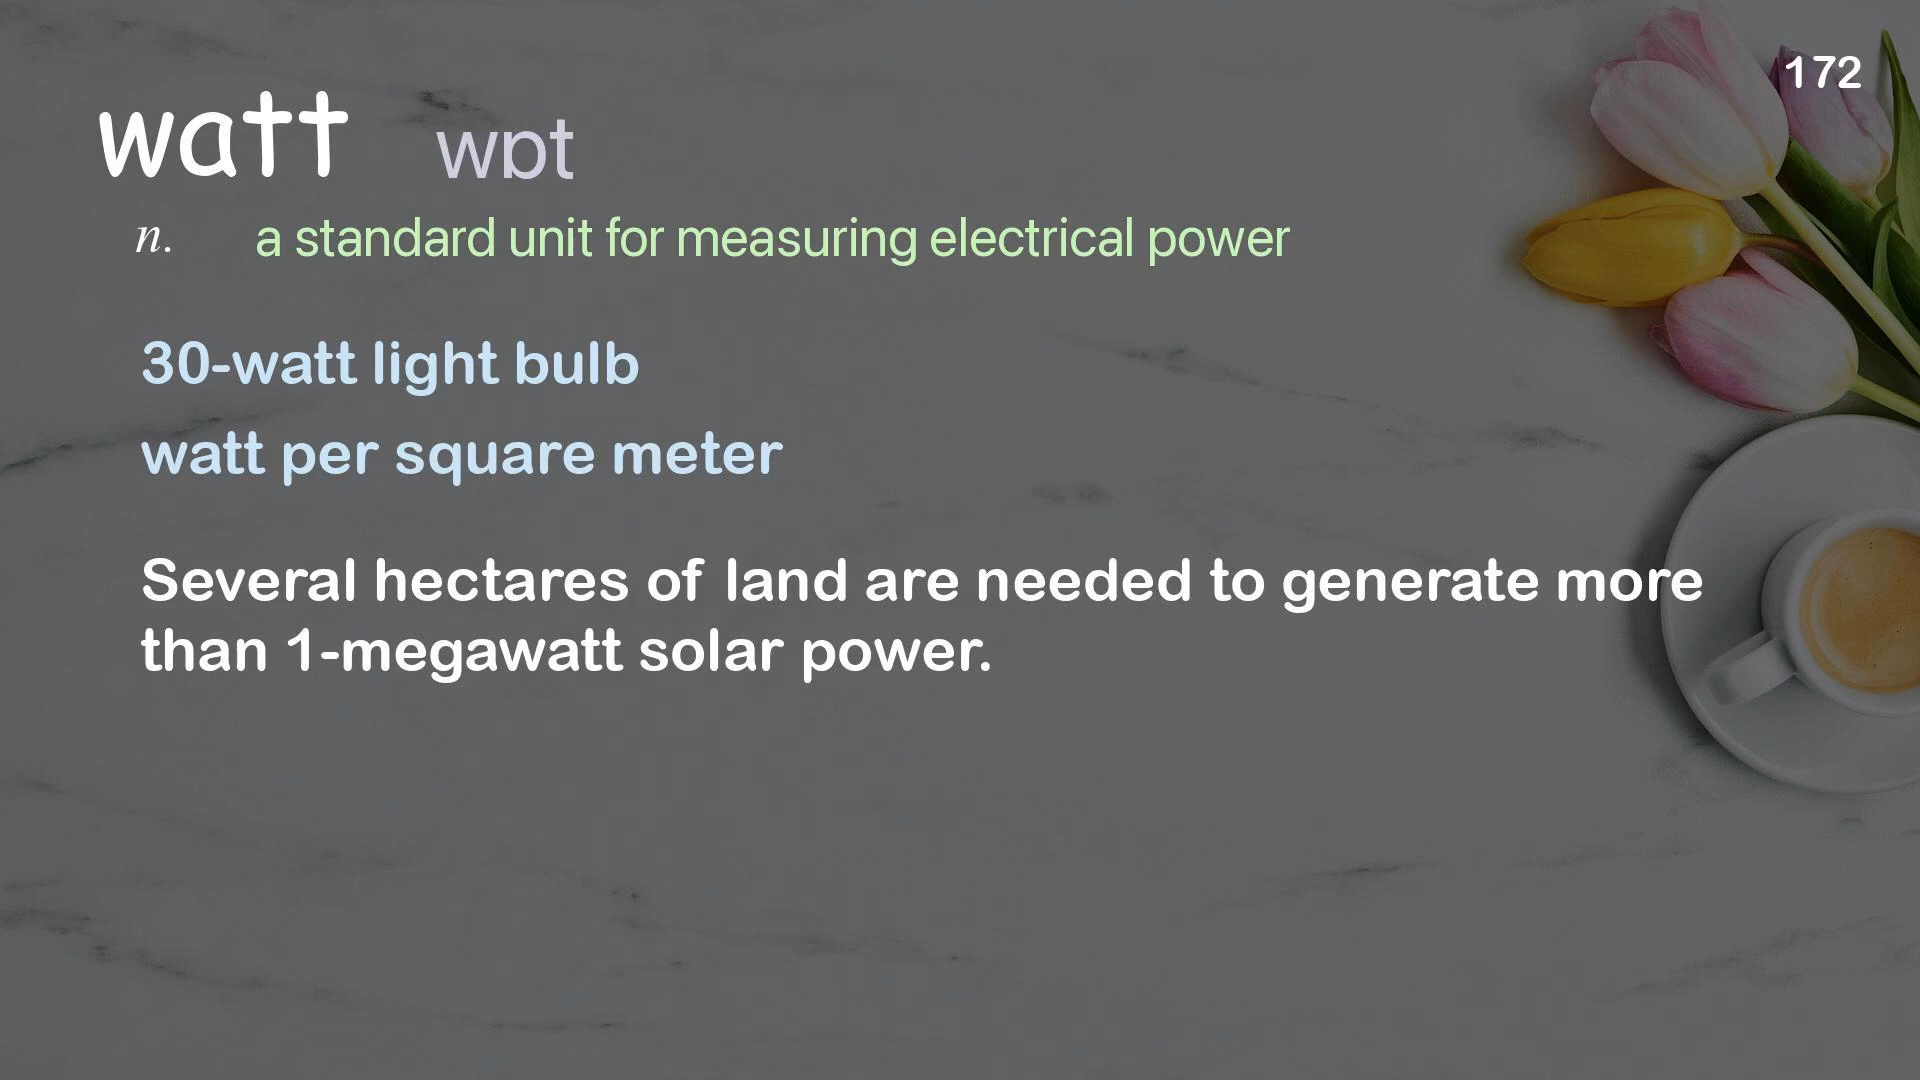 172
watt wɒt
n. a standard unit for measuring electrical power
30-watt light bulb
watt per square meter
Several hectares of land are needed to generate more
than 1-megawatt solar power.